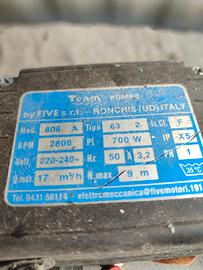 Team POMPE
by FIVE s.r.l. - RONCHIS (UD) ITALY
Mod. 806 A Tipo 63 2 Is.Cl. F
RPM 2800 P1 700 W IP X5
Volt. 220-240~ Hz 50 A 3,2 PH 1
Q.max 17 m³/h H.max 9 m 35°C
Tel. 0431 56114 elettromeccanica@fivemotori.191